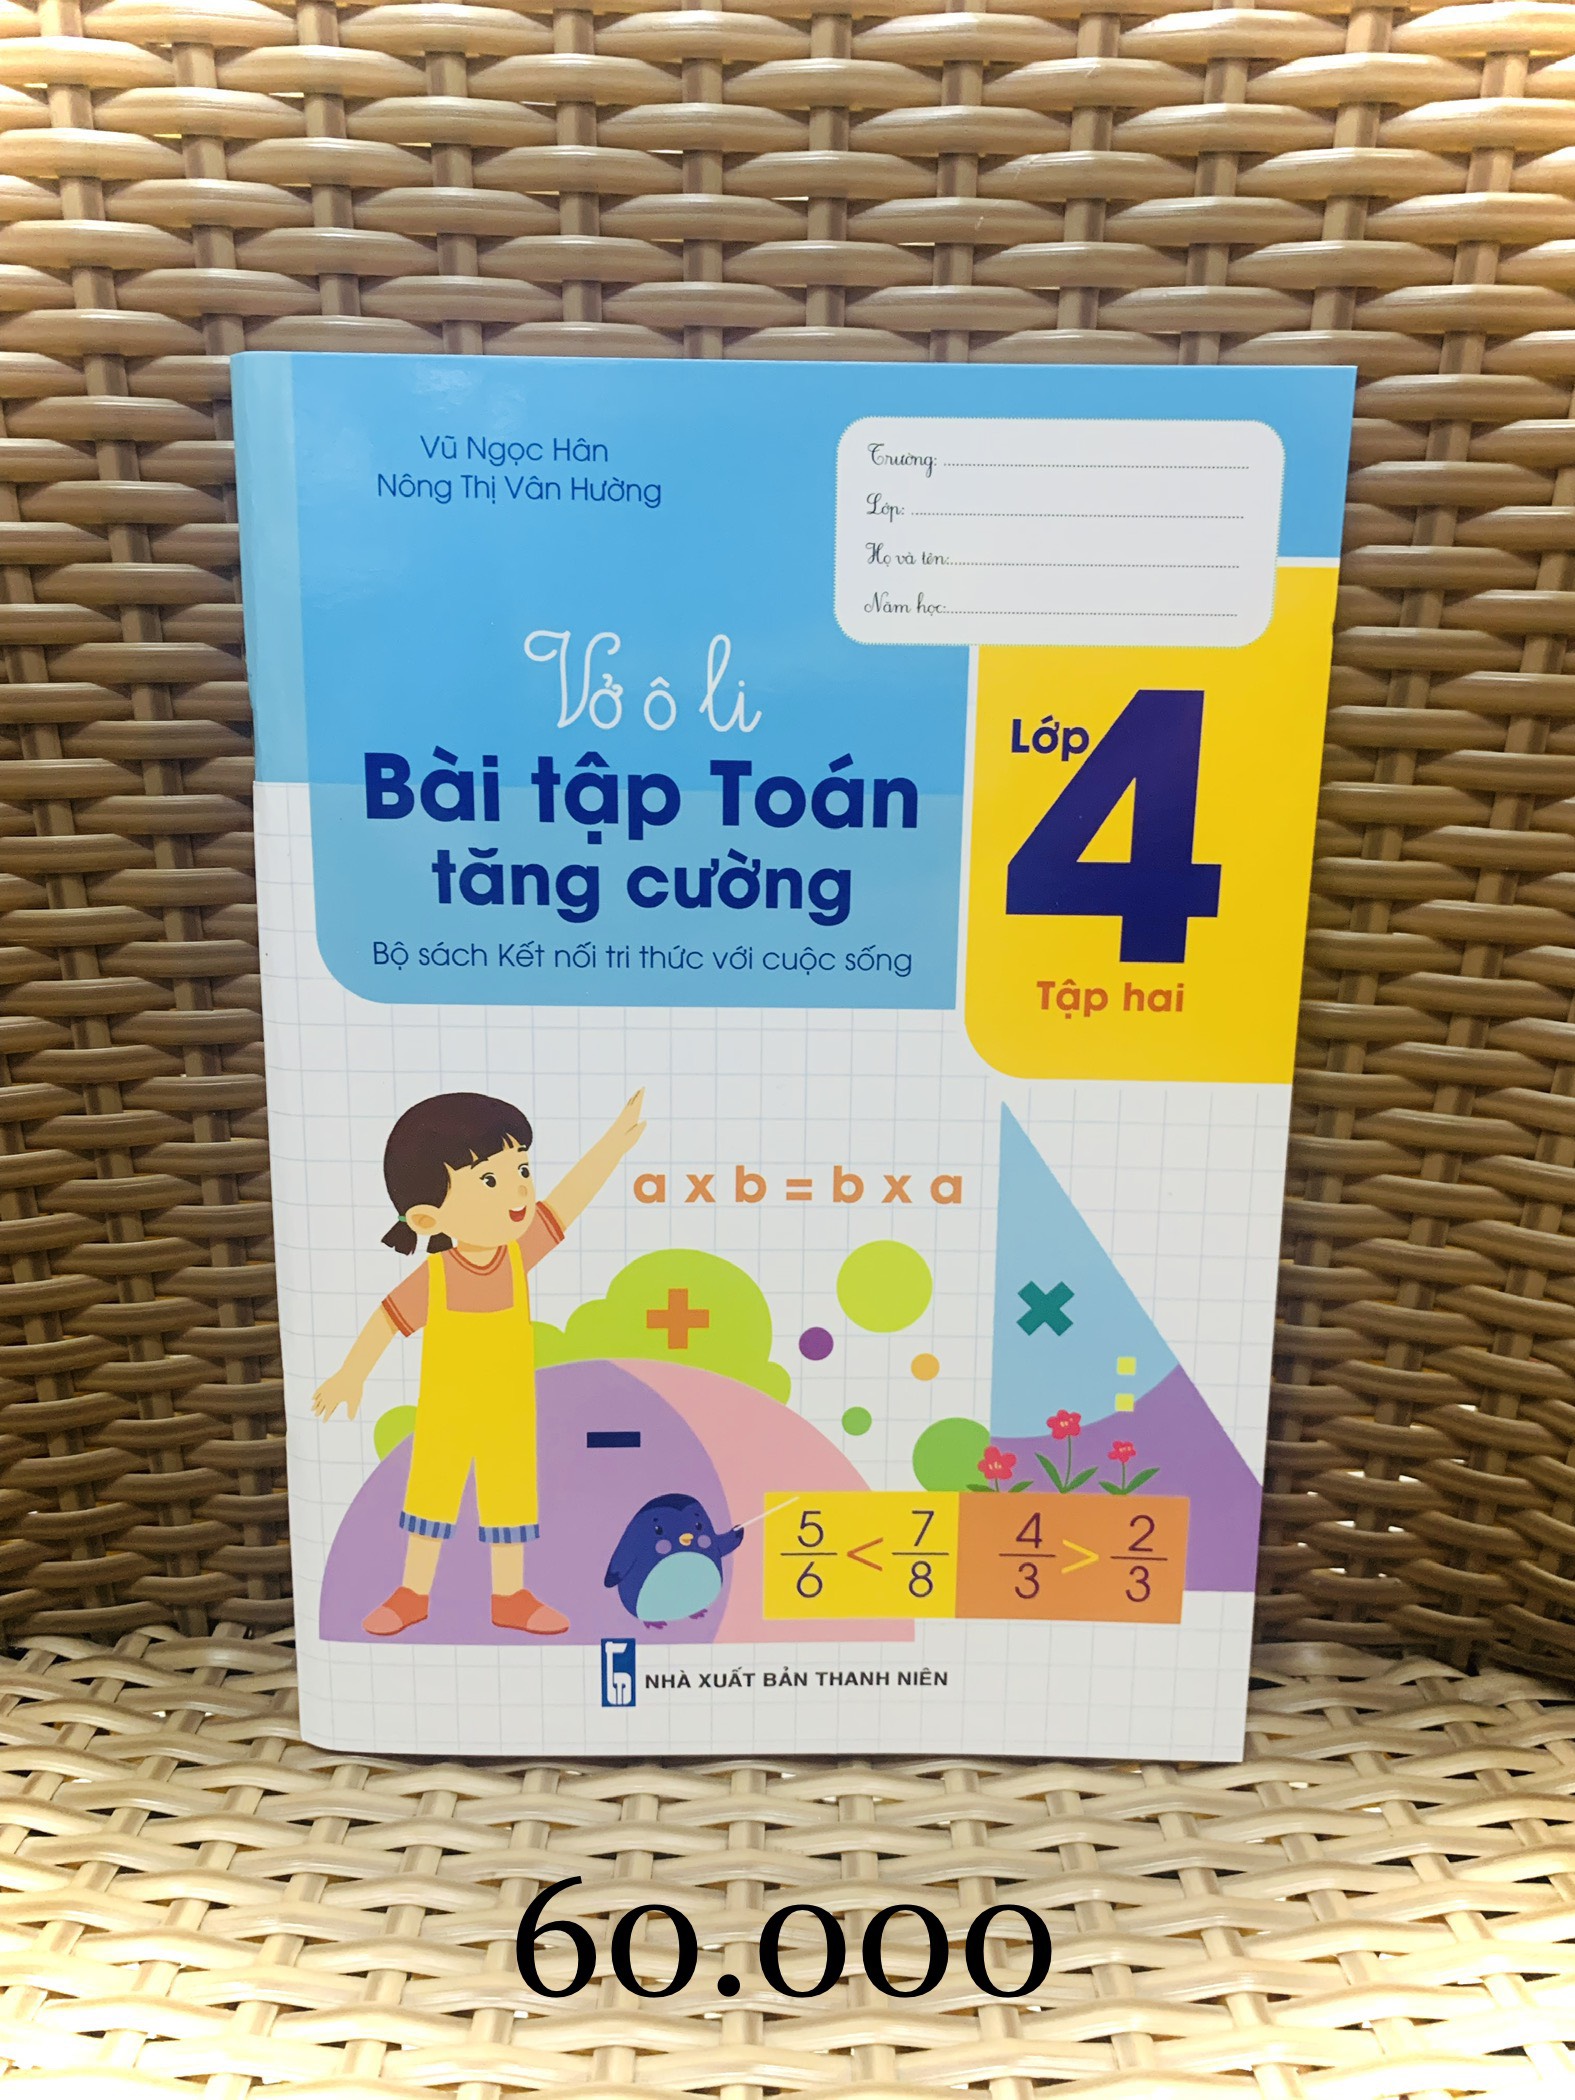 Vũ Ngọc Hân
Nông Thị Vân Hường
Trường:
Lớp:
Họ và tên:
Năm học:
Vở ô li
Bài tập Toán
tăng cường
Bộ sách Kết nối tri thức với cuộc sống
Lớp 4
Tập hai
a x b = b x a
+
x
:
-
5/6 < 7/8
4/3 > 2/3
NHÀ XUẤT BẢN THANH NIÊN
60.000